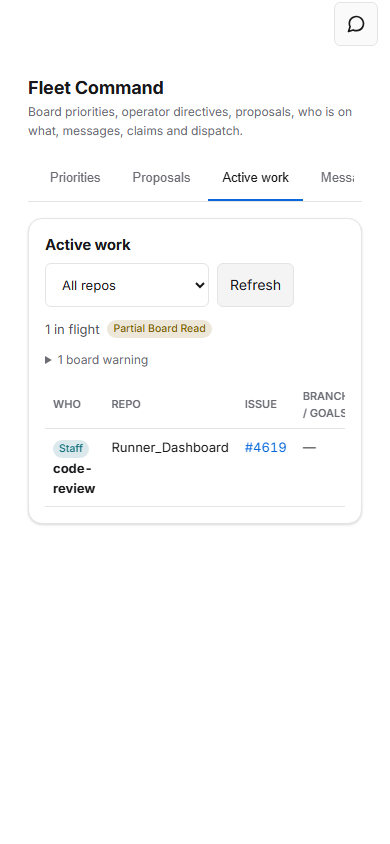 Fleet Command
Board priorities, operator directives, proposals, who is on
what, messages, claims and dispatch.
Priorities Proposals Active work Messa
Active work
All repos Refresh
1 in flight Partial Board Read
1 board warning
WHO REPO ISSUE BRANCH
/ GOALS
Staff Runner_Dashboard #4619 —
code-
review